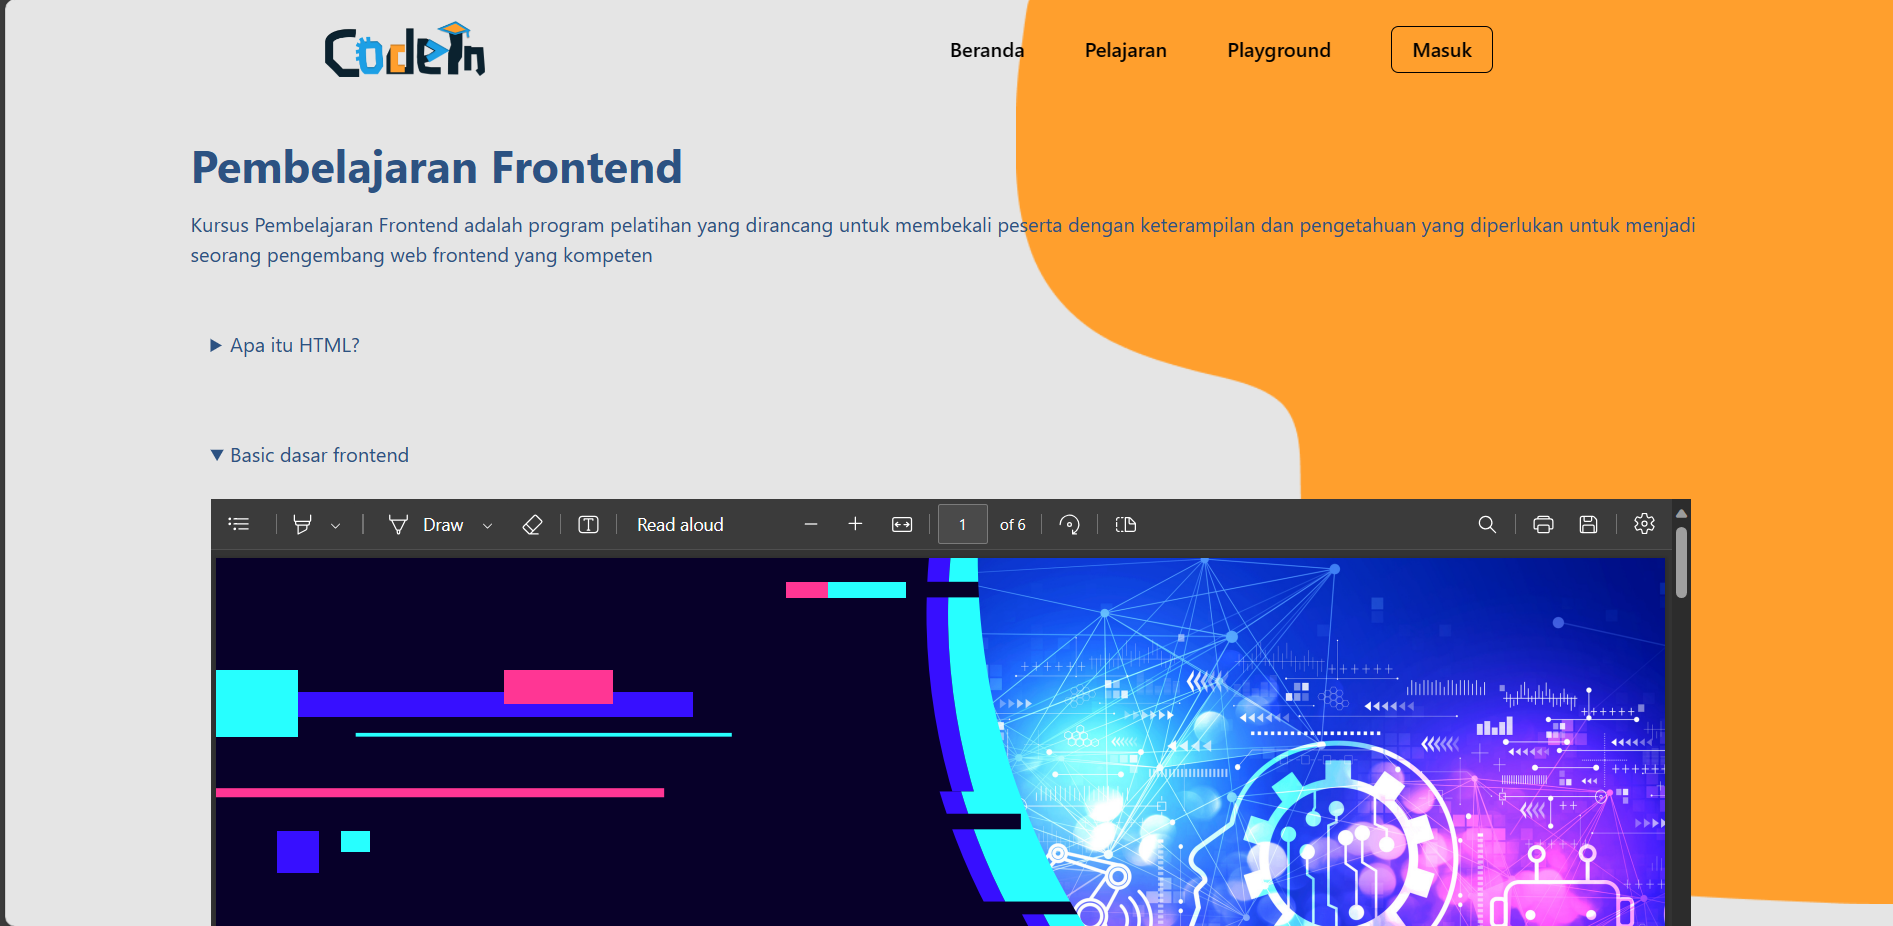 CodeIn
Beranda Pelajaran Playground Masuk
Pembelajaran Frontend
Kursus Pembelajaran Frontend adalah program pelatihan yang dirancang untuk membekali peserta dengan keterampilan dan pengetahuan yang diperlukan untuk menjadi
seorang pengembang web frontend yang kompeten
Apa itu HTML?
Basic dasar frontend
Draw Read aloud 1 of 6